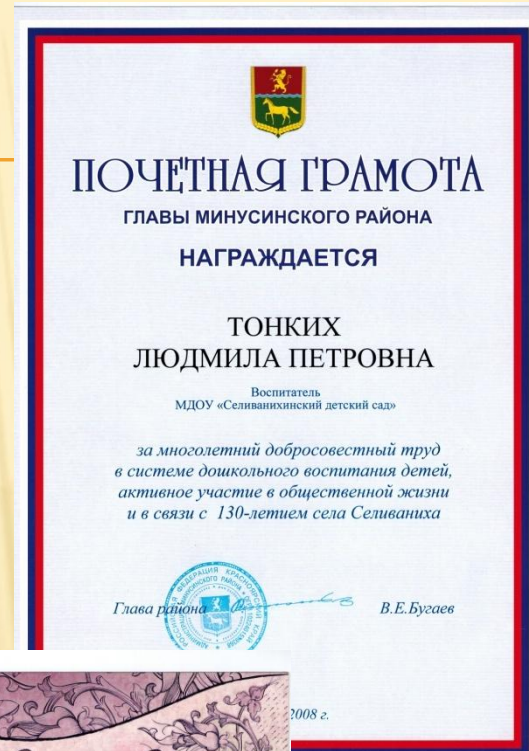 ПОЧЕТНАЯ ГРАМОТА
ГЛАВЫ МИНУСИНСКОГО РАЙОНА
НАГРАЖДАЕТСЯ
ТОНКИХ
ЛЮДМИЛА ПЕТРОВНА
Воспитатель
МДОУ «Селиванихинский детский сад»
за многолетний добросовестный труд
в системе дошкольного воспитания детей,
активное участие в общественной жизни
и в связи с 130-летием села Селиваниха
Глава района В.Е.Бугаев
2008 г.